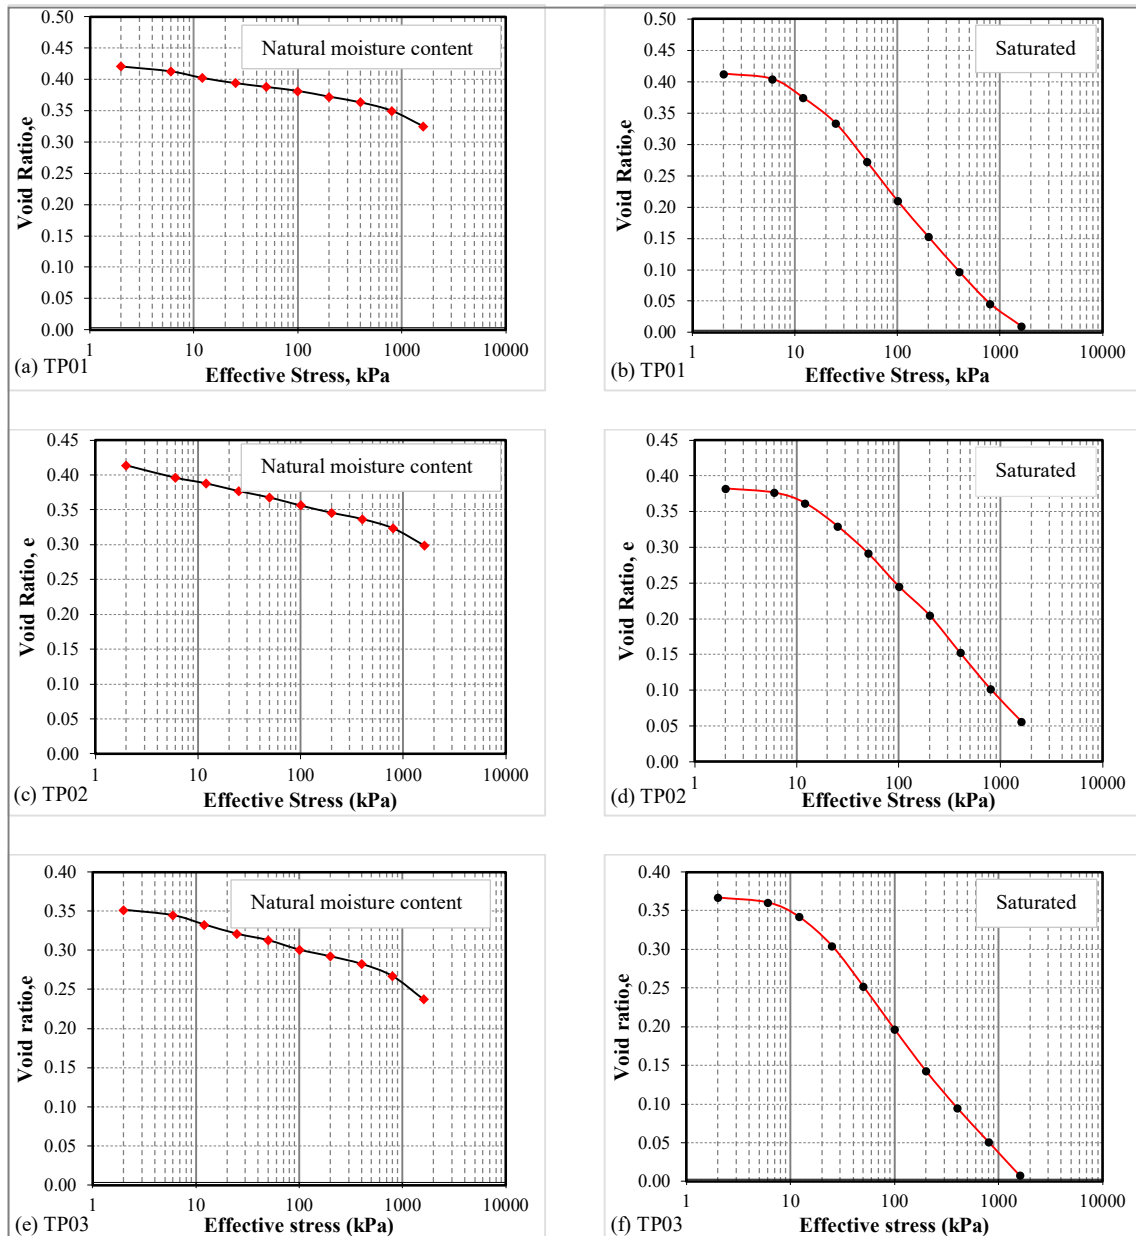 0.50
0.45
0.40
0.35
0.30
0.25
0.20
0.15
0.10
0.05
0.00
Void Ratio,e
Natural moisture content
1 10 100 1000 10000
(a) TP01
Effective Stress, kPa
0.50
0.45
0.40
0.35
0.30
0.25
0.20
0.15
0.10
0.05
0.00
Void Ratio,e
Saturated
1 10 100 1000 10000
(b) TP01
Effective Stress, kPa
0.45
0.40
0.35
0.30
0.25
0.20
0.15
0.10
0.05
0.00
Void Ratio, e
Natural moisture content
1 10 100 1000 10000
(c) TP02
Effective Stress (kPa)
0.45
0.40
0.35
0.30
0.25
0.20
0.15
0.10
0.05
0.00
Void Ratio, e
Saturated
1 10 100 1000 10000
(d) TP02
Effective Stress (kPa)
0.40
0.35
0.30
0.25
0.20
0.15
0.10
0.05
0.00
Void ratio,e
Natural moisture content
1 10 100 1000 10000
(e) TP03
Effective stress (kPa)
0.40
0.35
0.30
0.25
0.20
0.15
0.10
0.05
0.00
Void ratio,e
Saturated
1 10 100 1000 10000
(f) TP03
Effective stress (kPa)